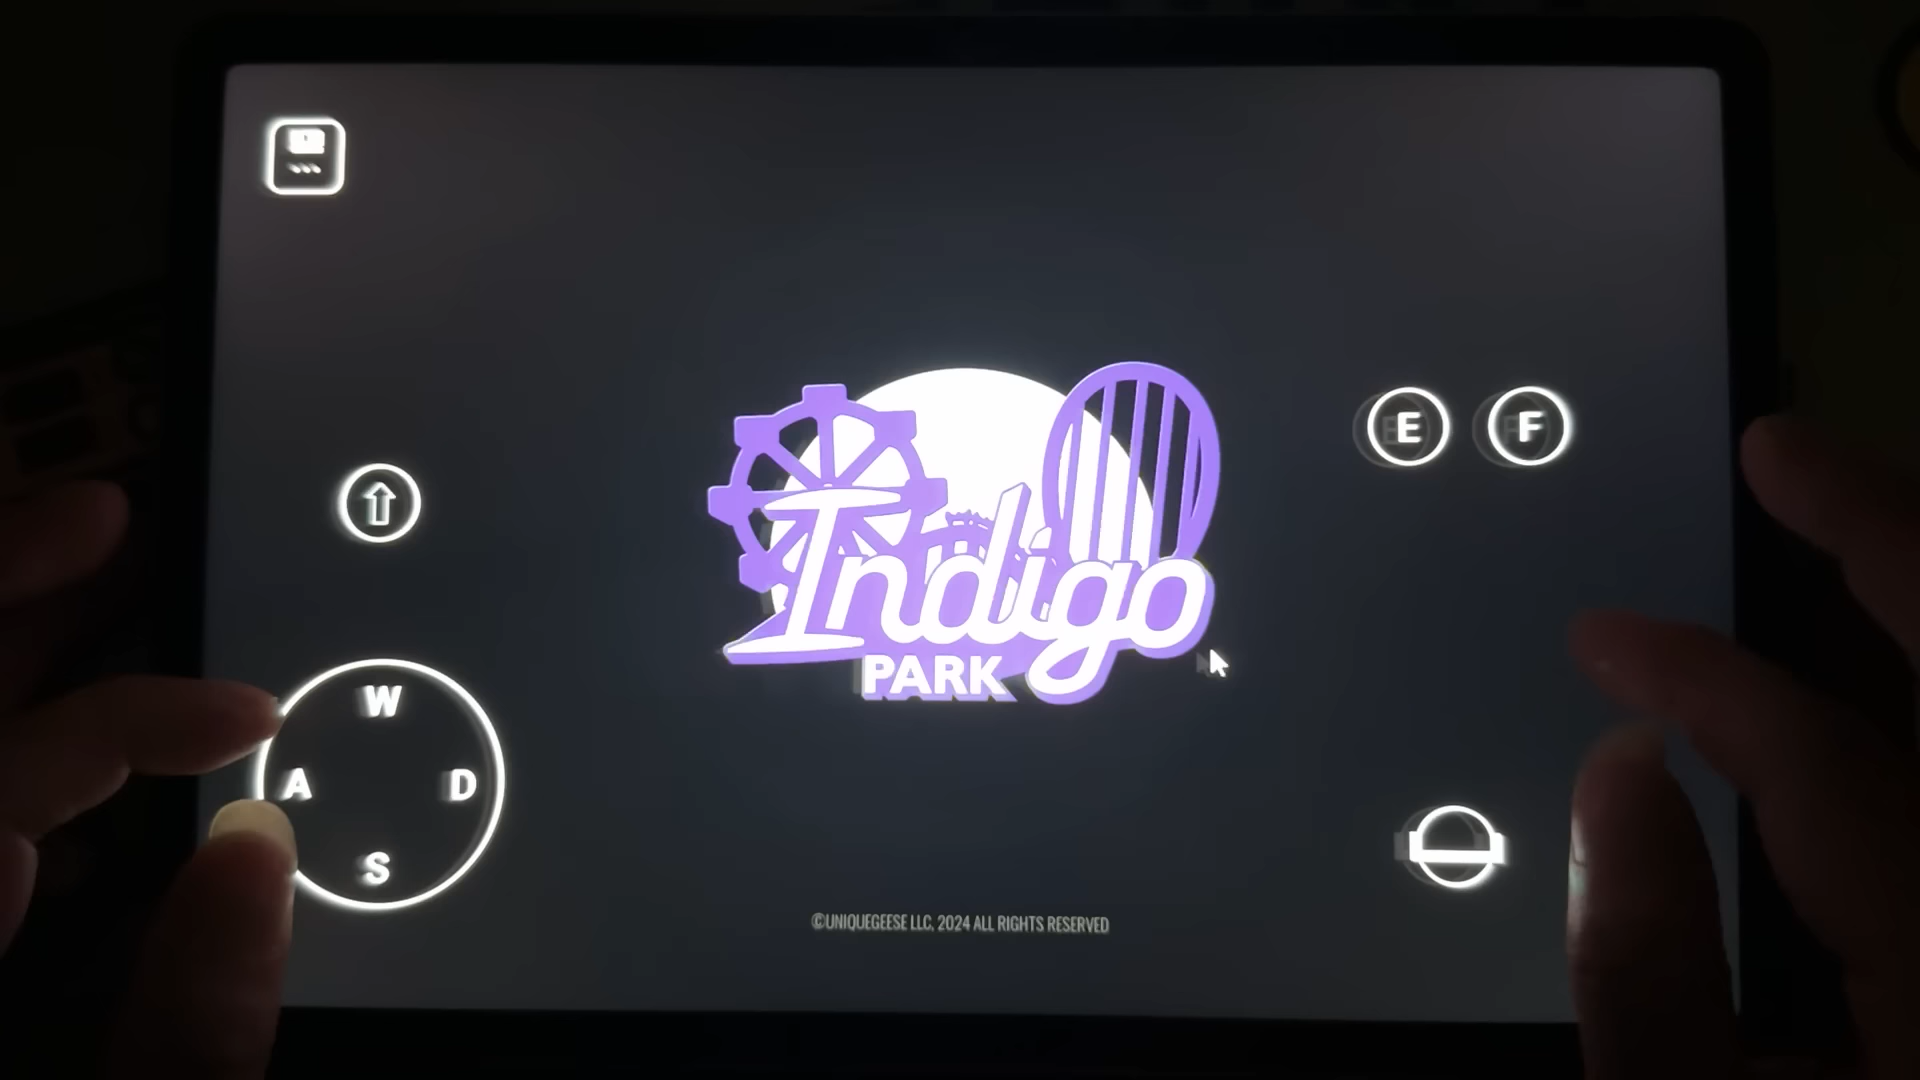 E F
Indigo
PARK
W
A D
S
©UNIQUEGEESE LLC, 2024 ALL RIGHTS RESERVED